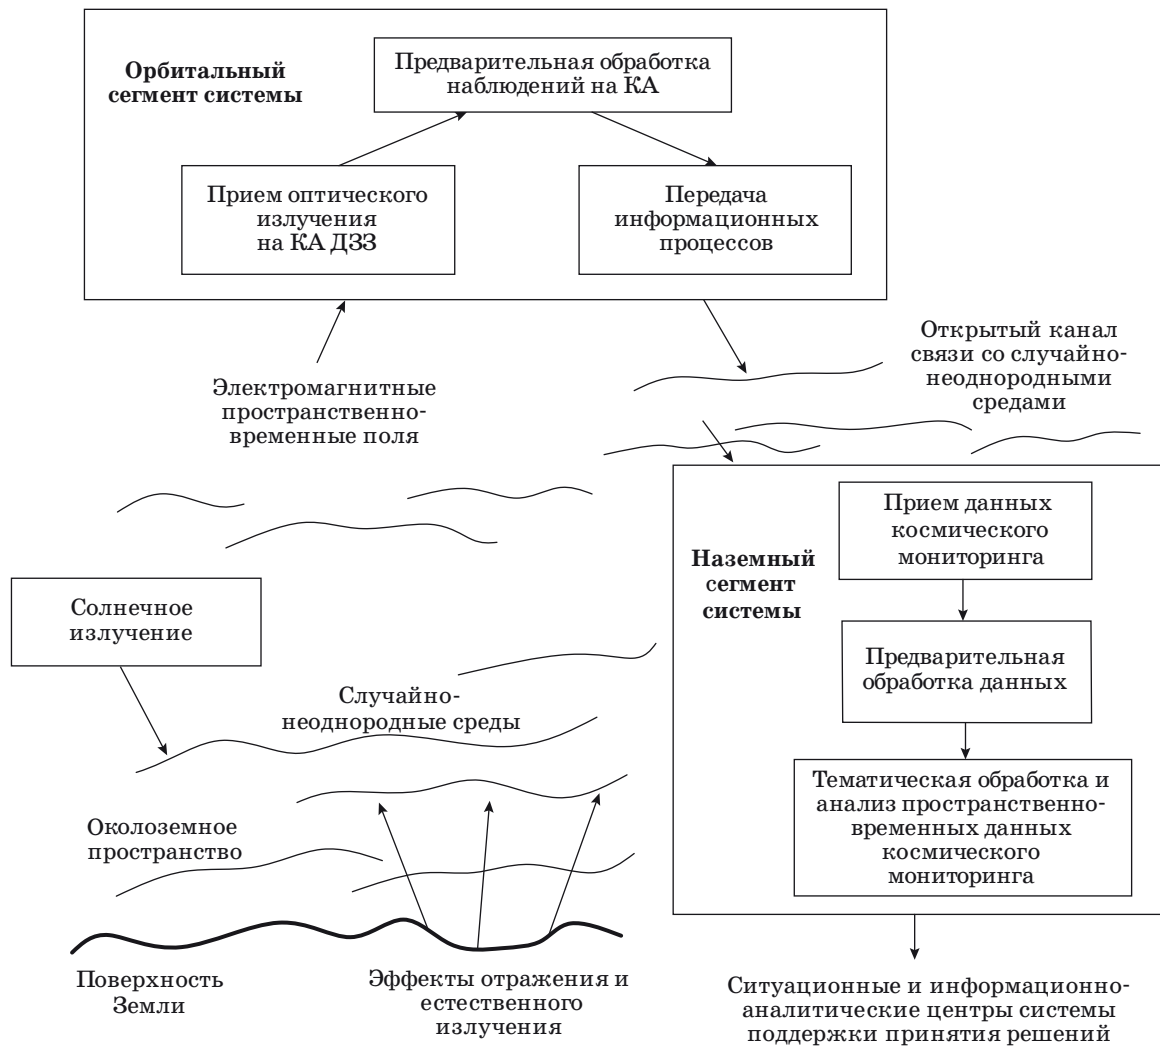 Орбитальный
сегмент системы
Предварительная обработка
наблюдений на КА
Прием оптического
излучения
на КА ДЗЗ
Передача
информационных
процессов
Электромагнитные
пространственно-
временные поля
Открытый канал
связи со случайно-
неоднородными
средами
Наземный
сегмент
системы
Прием данных
космического
мониторинга
Предварительная
обработка данных
Тематическая обработка и
анализ пространственно-
временных данных
космического
мониторинга
Солнечное
излучение
Случайно-
неоднородные среды
Околоземное
пространство
Поверхность
Земли
Эффекты отражения и
естественного
излучения
Ситуационные и информационно-
аналитические центры системы
поддержки принятия решений